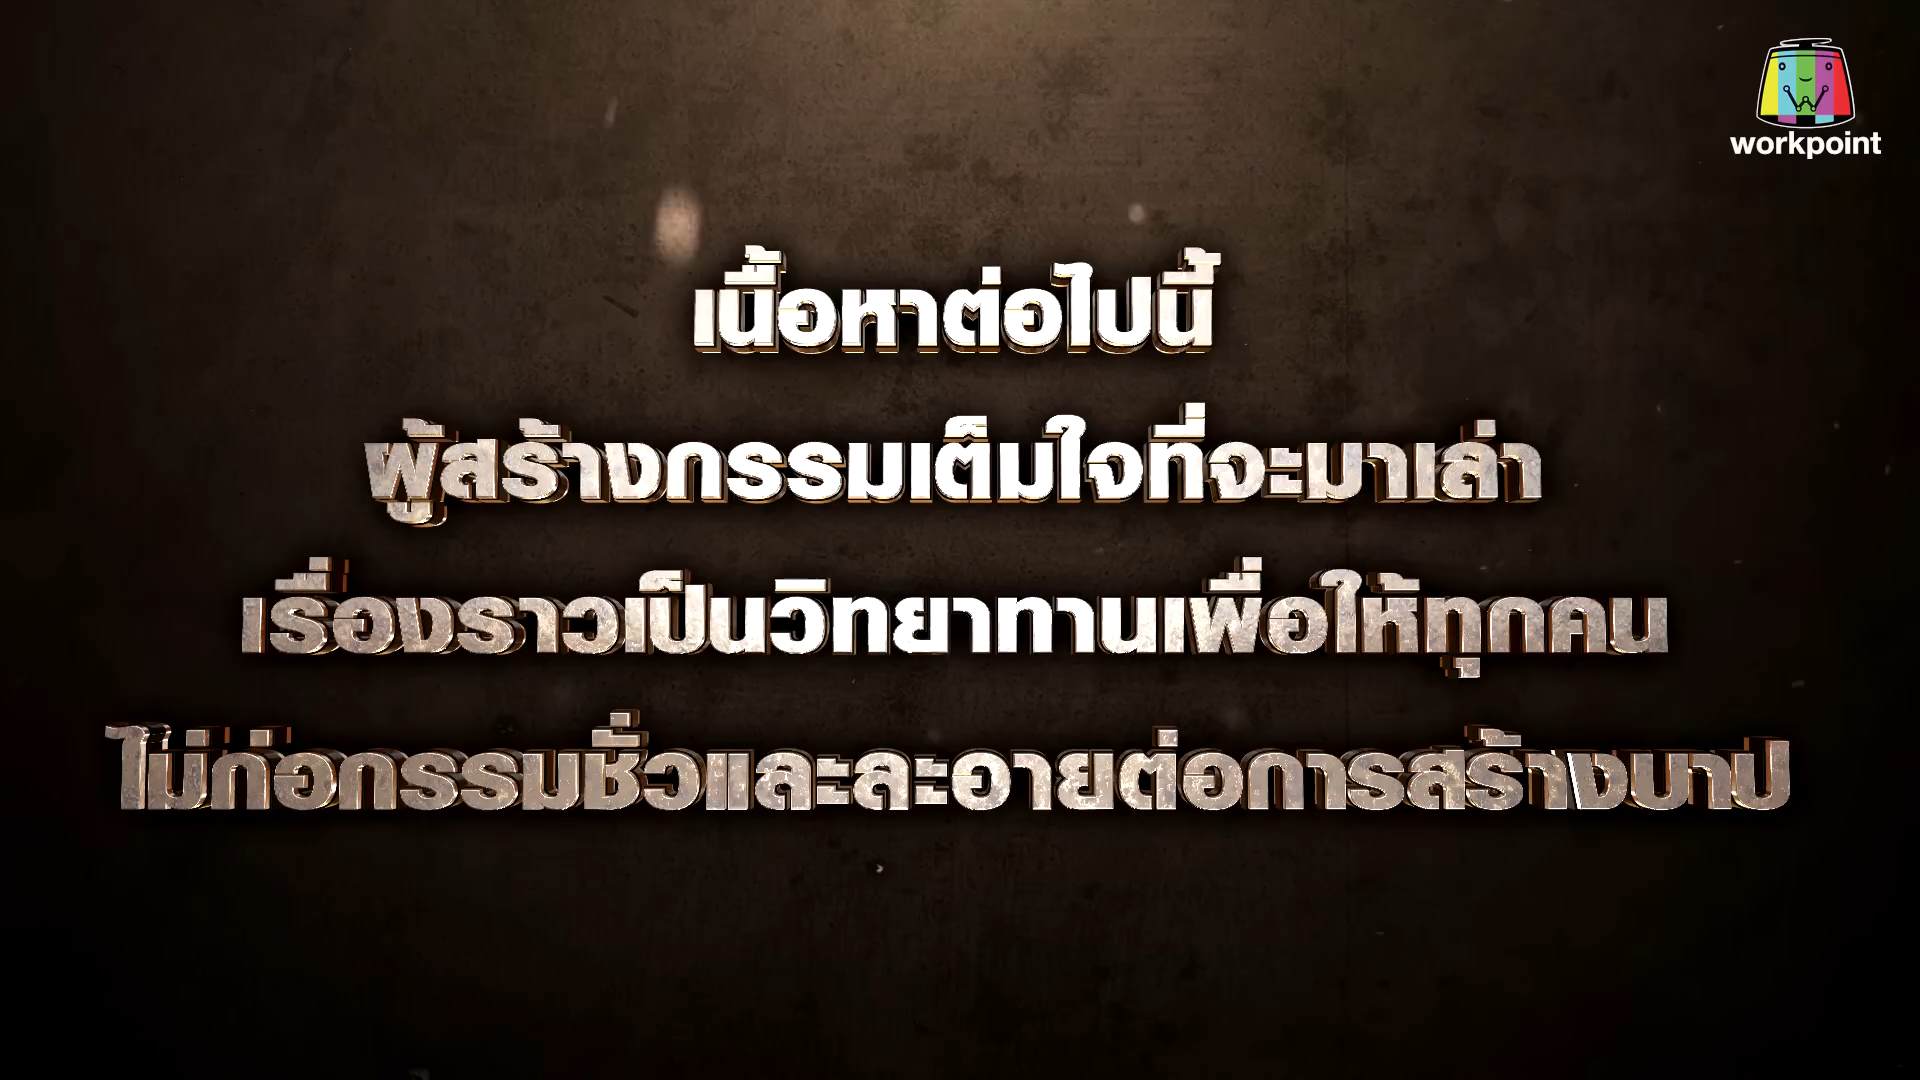 workpoint
เนื้อหาต่อไปนี้
ผู้สร้างกรรมเต็มใจที่จะมาเล่า
เรื่องราวเป็นวิทยาทานเพื่อให้ทุกคน
ไม่ก่อกรรมชั่วและละอายต่อการสร้างบาป